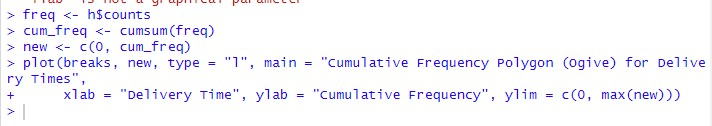 "xlab" is not a graphical parameter
> freq <- h$counts
> cum_freq <- cumsum(freq)
> new <- c(0, cum_freq)
> plot(breaks, new, type = "l", main = "Cumulative Frequency Polygon (Ogive) for Delive
ry Times",
+      xlab = "Delivery Time", ylab = "Cumulative Frequency", ylim = c(0, max(new)))
>